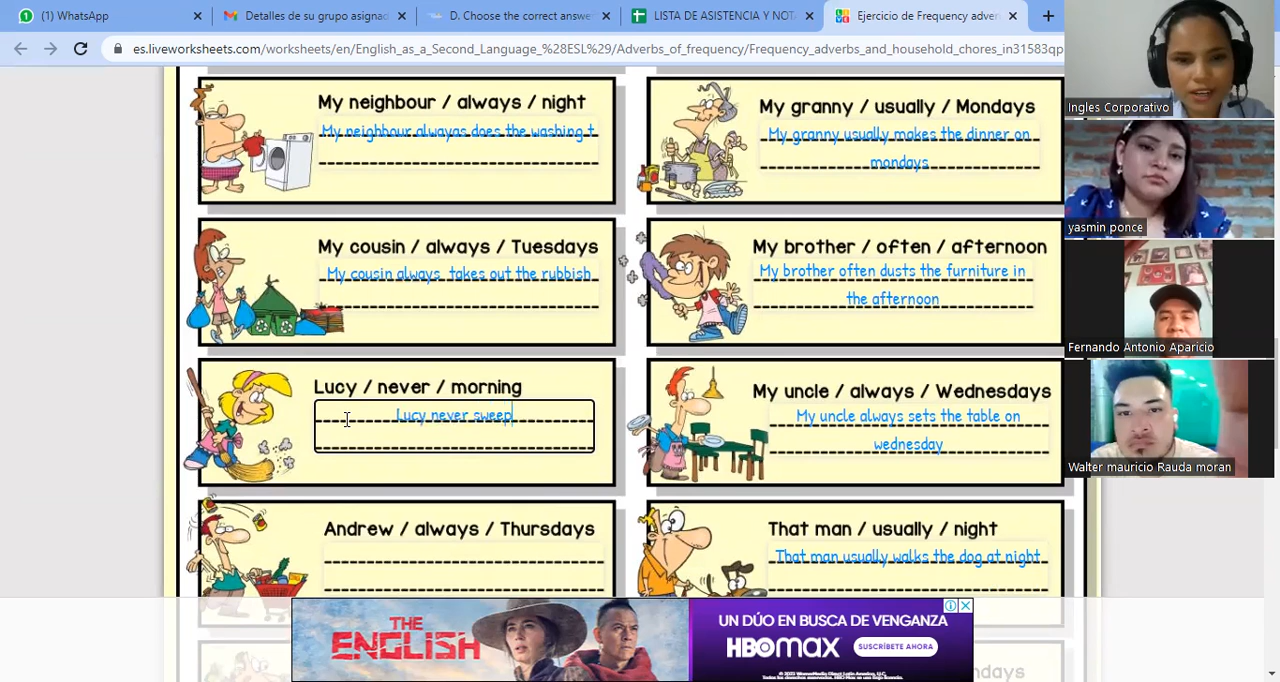 (1) WhatsApp
Detalles de su grupo asignad
D. Choose the correct answe
LISTA DE ASISTENCIA Y NOT
Ejercicio de Frequency adver
es.liveworksheets.com/worksheets/en/English_as_a_Second_Language_%28ESL%29/Adverbs_of_frequency/Frequency_adverbs_and_household_chores_in31583qp
My neighbour / always / night
My neighbour alwayas does the washing t
My granny / usually / Mondays
My granny usually makes the dinner on
mondays
My cousin / always / Tuesdays
My cousin always takes out the rubbish
My brother / often / afternoon
My brother often dusts the furniture in
the afternoon
Lucy / never / morning
Lucy never sweep
My uncle / always / Wednesdays
My uncle always sets the table on
wednesday
Andrew / always / Thursdays
That man / usually / night
That man usually walks the dog at night
ndays
THE
ENGLISH
UN DÚO EN BUSCA DE VENGANZA
HBOmax
SUSCRÍBETE AHORA
Ingles Corporativo
yasmin ponce
Fernando Antonio Aparicio
Walter mauricio Rauda moran